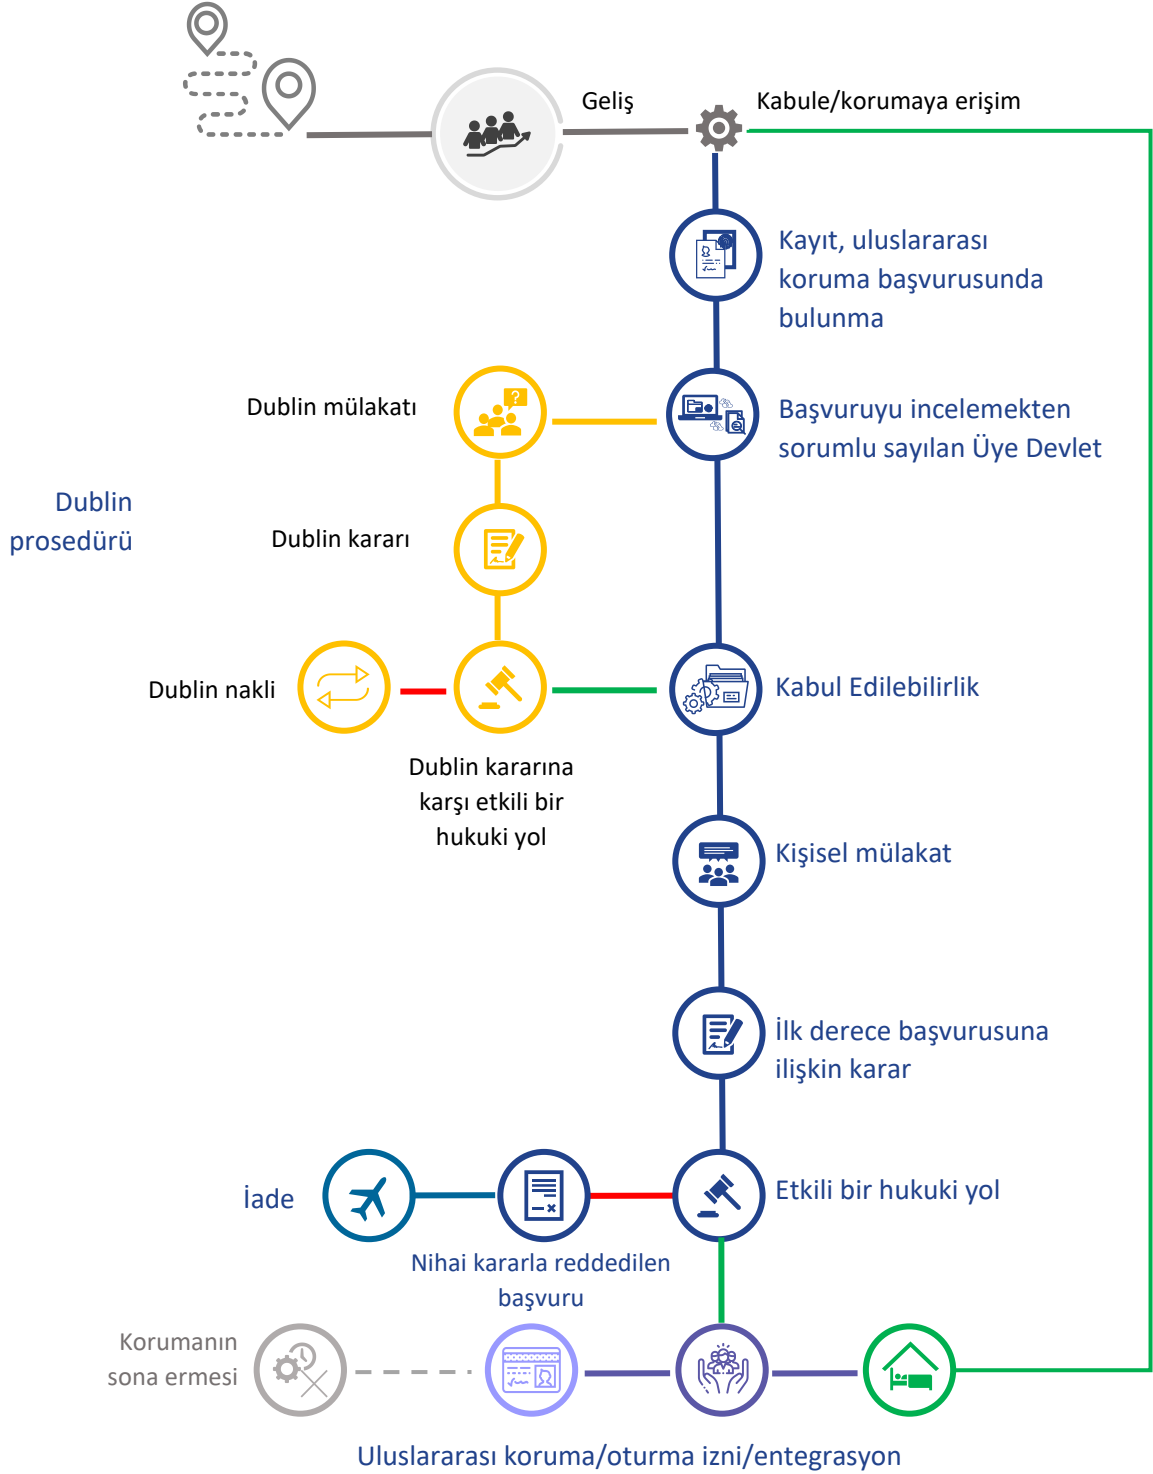 Geliş
Kabule/korumaya erişim
Kayıt, uluslararası
koruma başvurusunda
bulunma
Dublin mülakatı
Başvuruyu incelemekten
sorumlu sayılan Üye Devlet
Dublin
prosedürü
Dublin kararı
Dublin nakli
Kabul Edilebilirlik
Dublin kararına
karşı etkili bir
hukuki yol
Kişisel mülakat
İlk derece başvurusuna
ilişkin karar
İade
Etkili bir hukuki yol
Nihai kararla reddedilen
başvuru
Korumanın
sona ermesi
Uluslararası koruma/oturma izni/entegrasyon